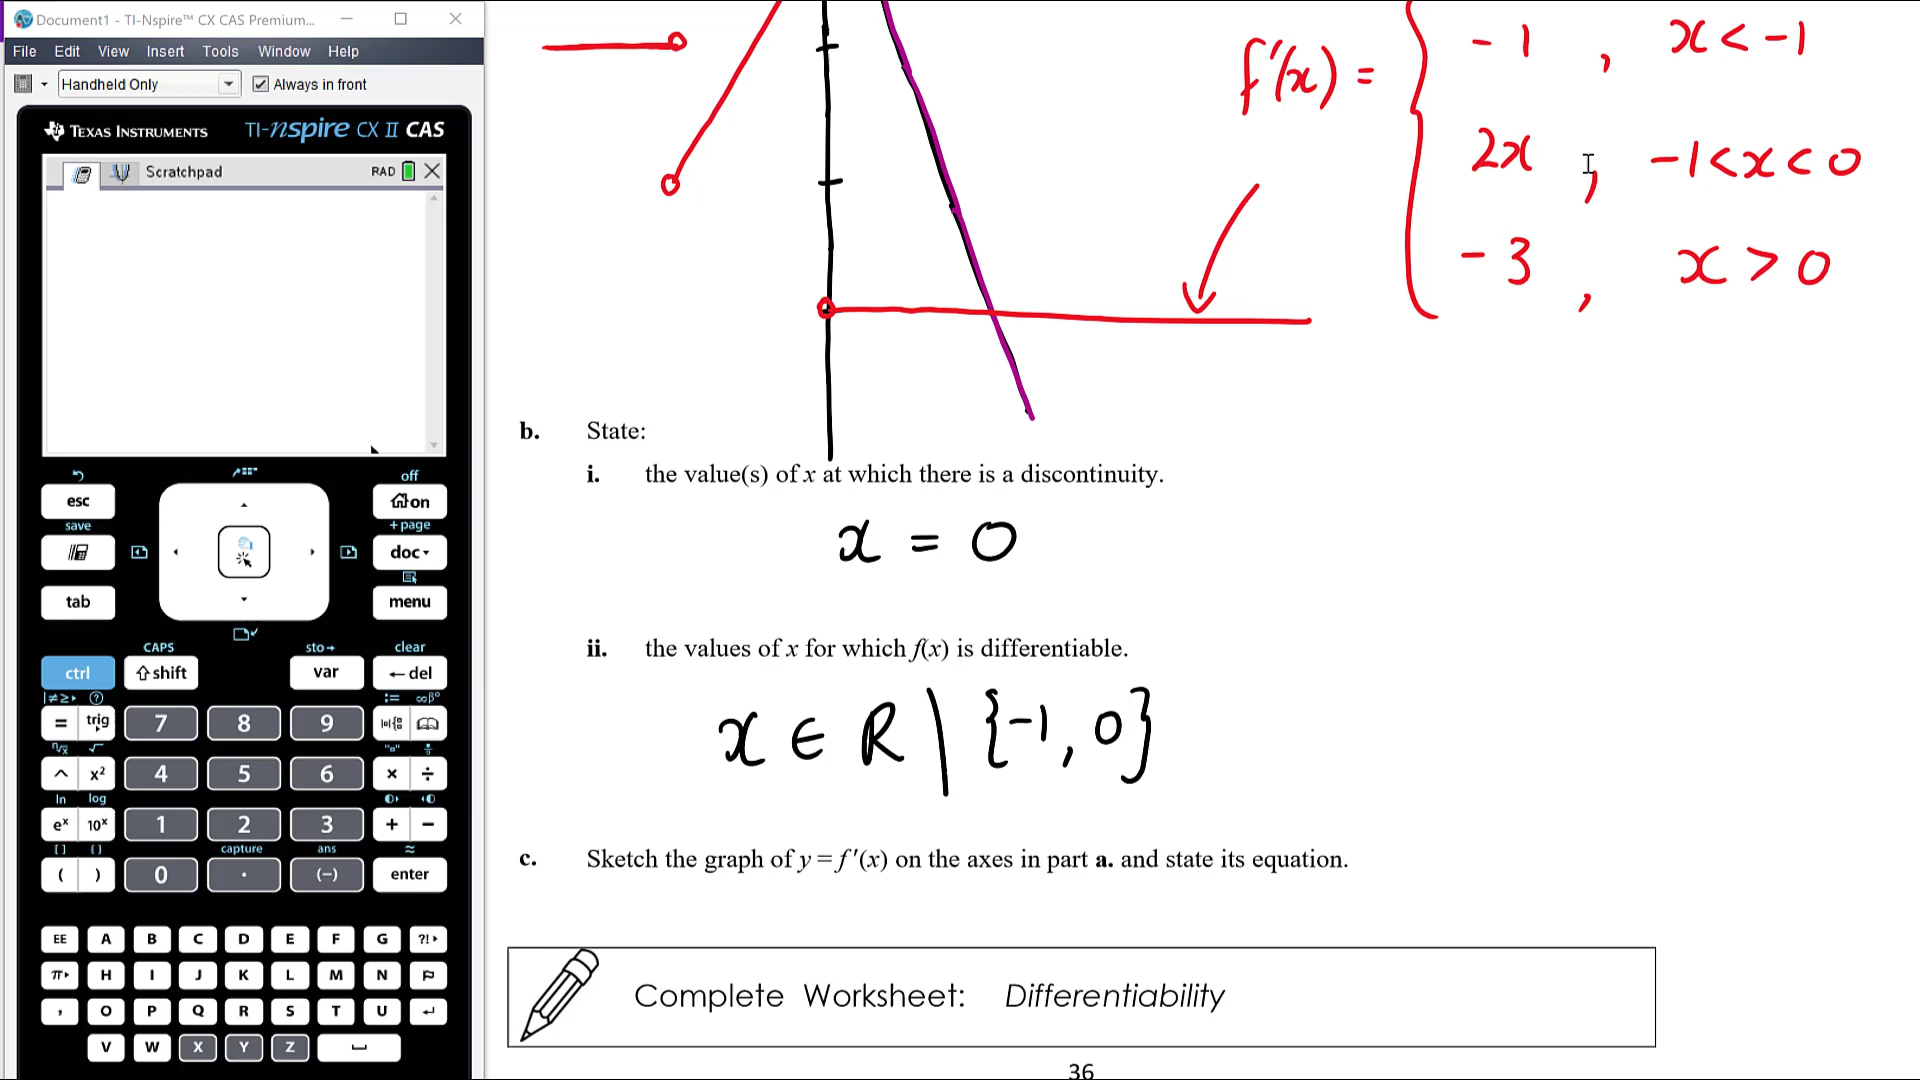 Document1 - TI-Nspire™ CX CAS Premium...
File Edit View Insert Tools Window Help
Handheld Only Always in front
TEXAS INSTRUMENTS TI-nspire CX II CAS
Scratchpad RAD
off
esc on
save + page
doc
tab menu
CAPS sto→ clear
ctrl shift var ←del
= trig 7 8 9
^ x² 4 5 6 × ÷
ln log
eˣ 10ˣ 1 2 3 + −
[ ] { } capture ans ≈
( ) 0 . (−) enter
EE A B C D E F G ?!▸
π▸ H I J K L M N
, O P Q R S T U
V W X Y Z
f'(x) = { -1 , x < -1
2x , -1 < x < 0
-3 , x > 0
b. State:
i. the value(s) of x at which there is a discontinuity.
x = 0
ii. the values of x for which f(x) is differentiable.
x ∈ R \ {-1, 0}
c. Sketch the graph of y = f '(x) on the axes in part a. and state its equation.
Complete Worksheet: Differentiability
36